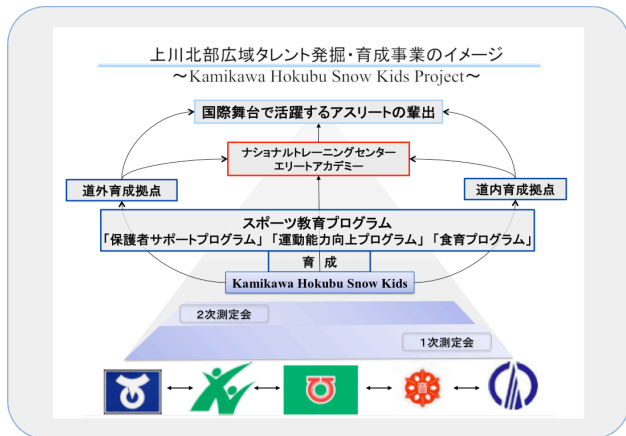 上川北部広域タレント発掘・育成事業のイメージ
～Kamikawa Hokubu Snow Kids Project～
国際舞台で活躍するアスリートの輩出
ナショナルトレーニングセンター
エリートアカデミー
道外育成拠点
道内育成拠点
スポーツ教育プログラム
「保護者サポートプログラム」「運動能力向上プログラム」「食育プログラム」
育 成
Kamikawa Hokubu Snow Kids
２次測定会
１次測定会